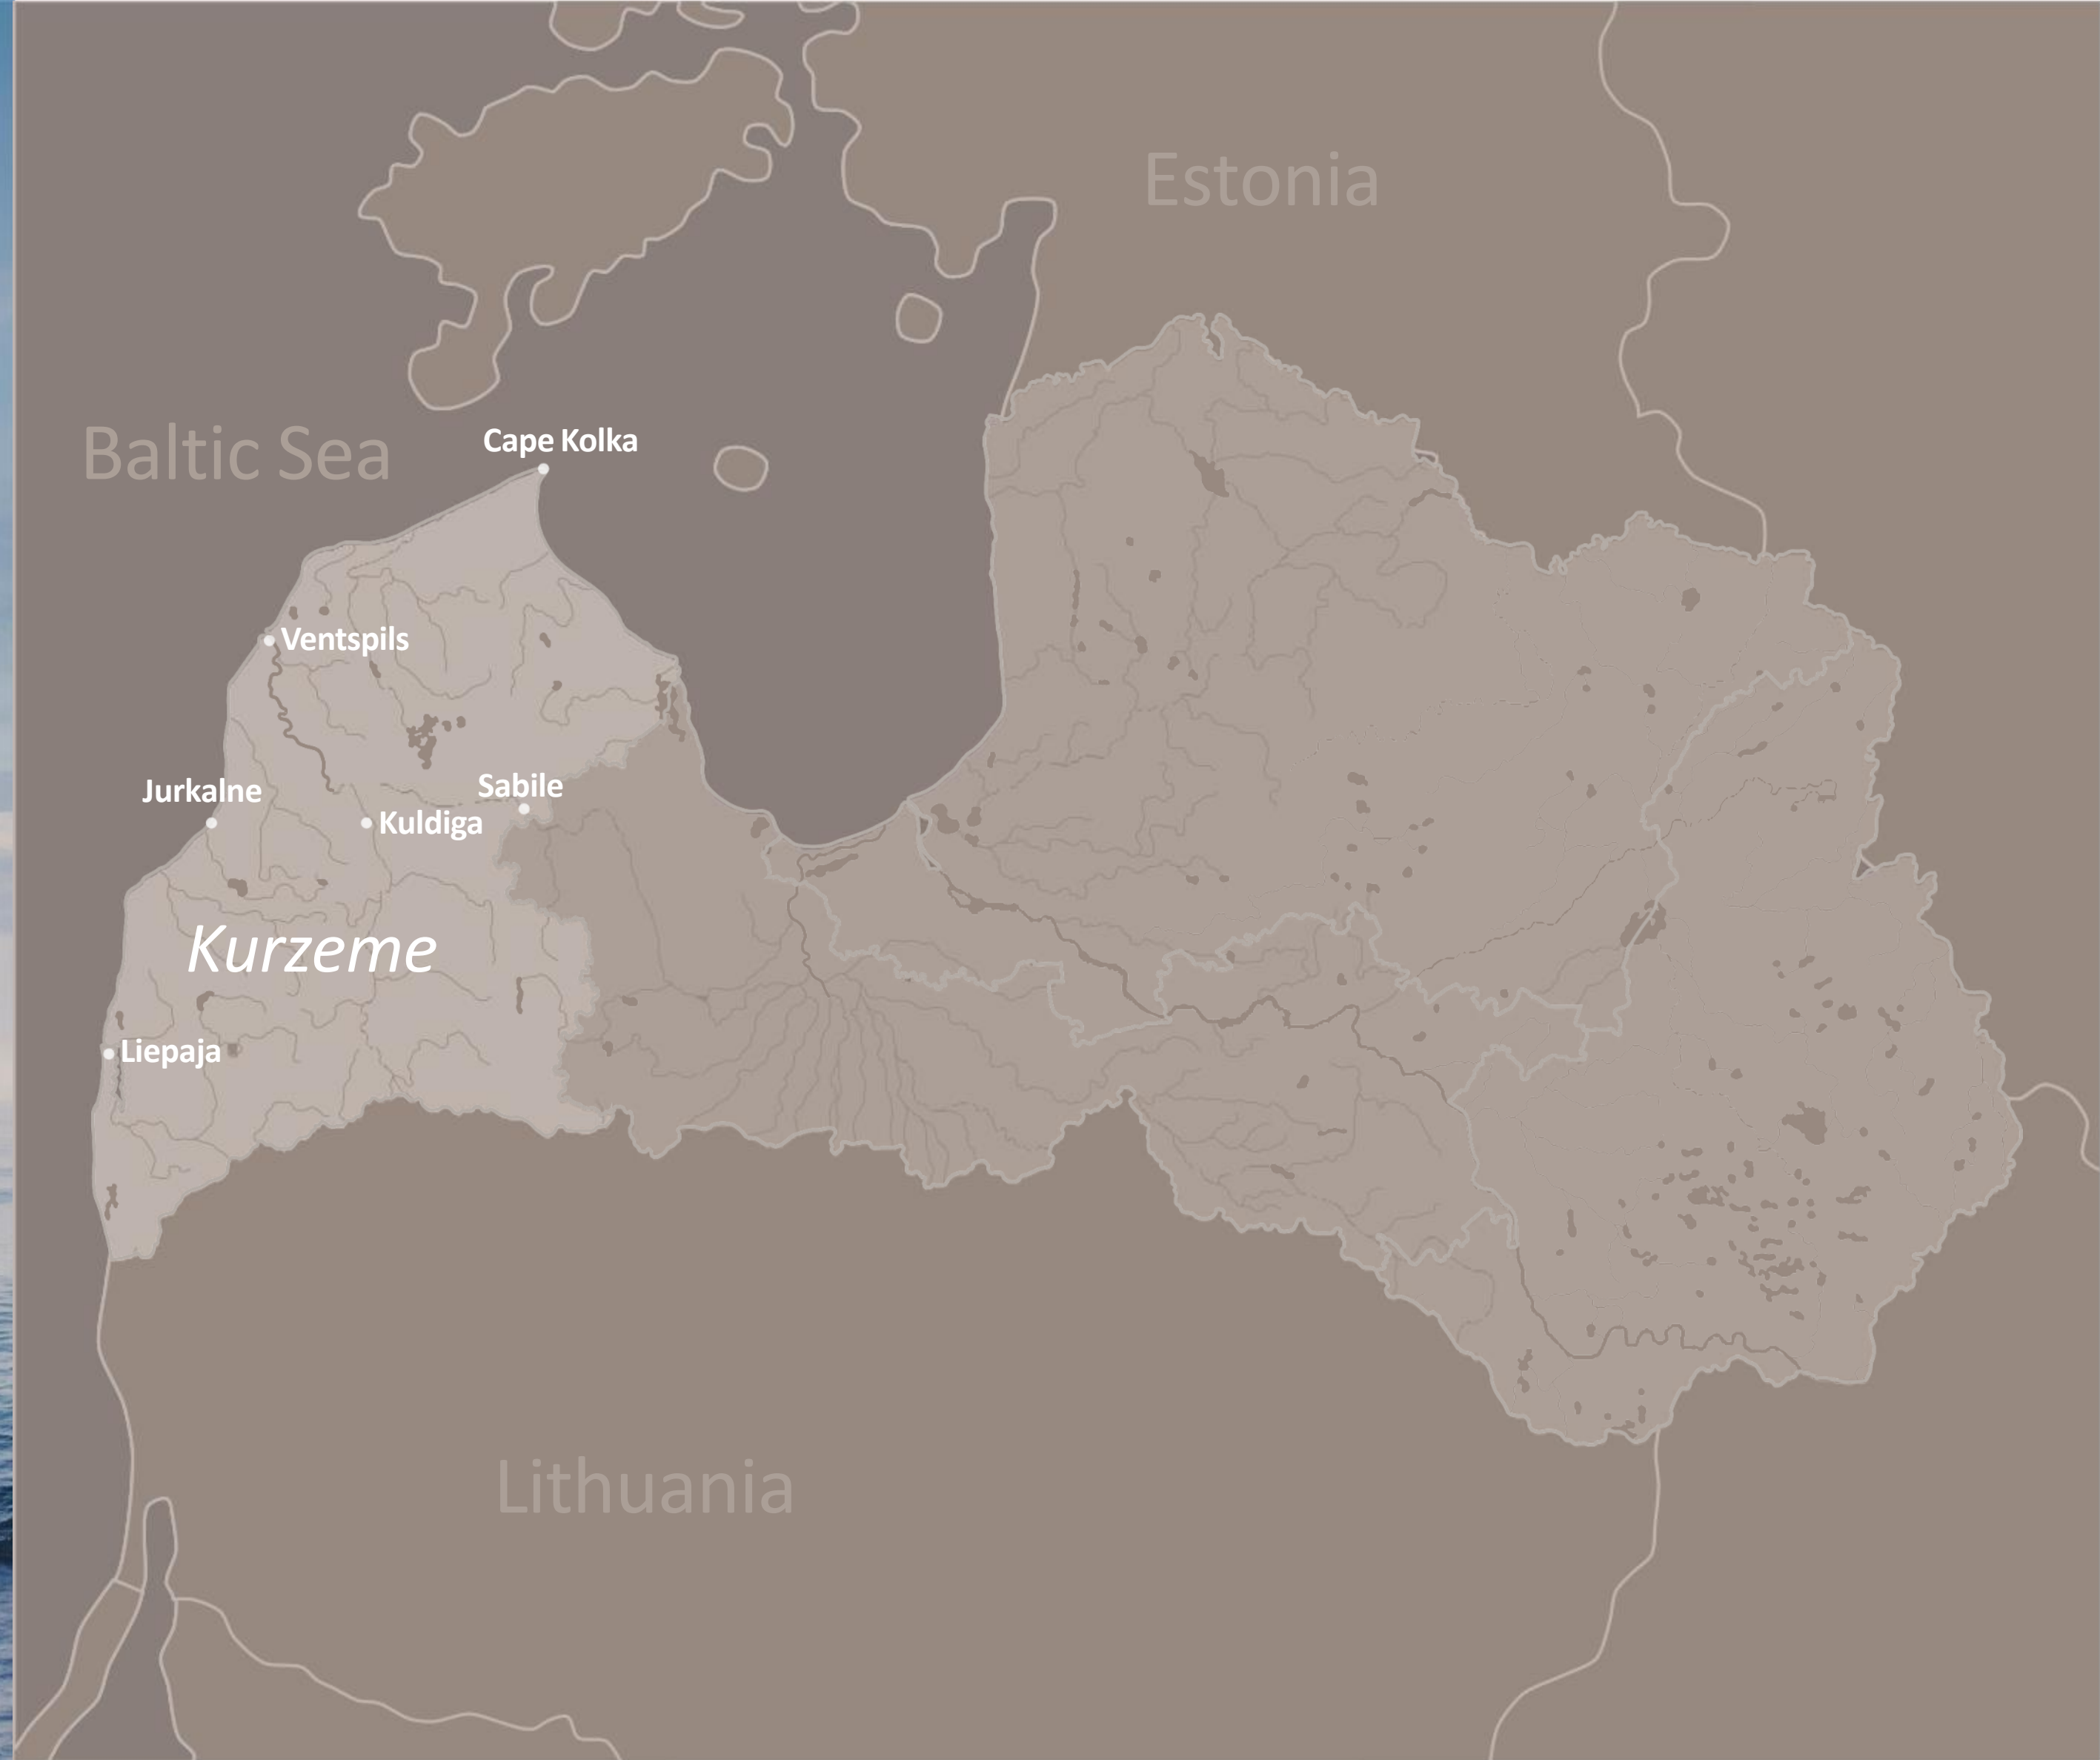 Estonia
Baltic Sea
Cape Kolka
Ventspils
Jurkalne
Sabile
Kuldiga
Kurzeme
Liepaja
Lithuania